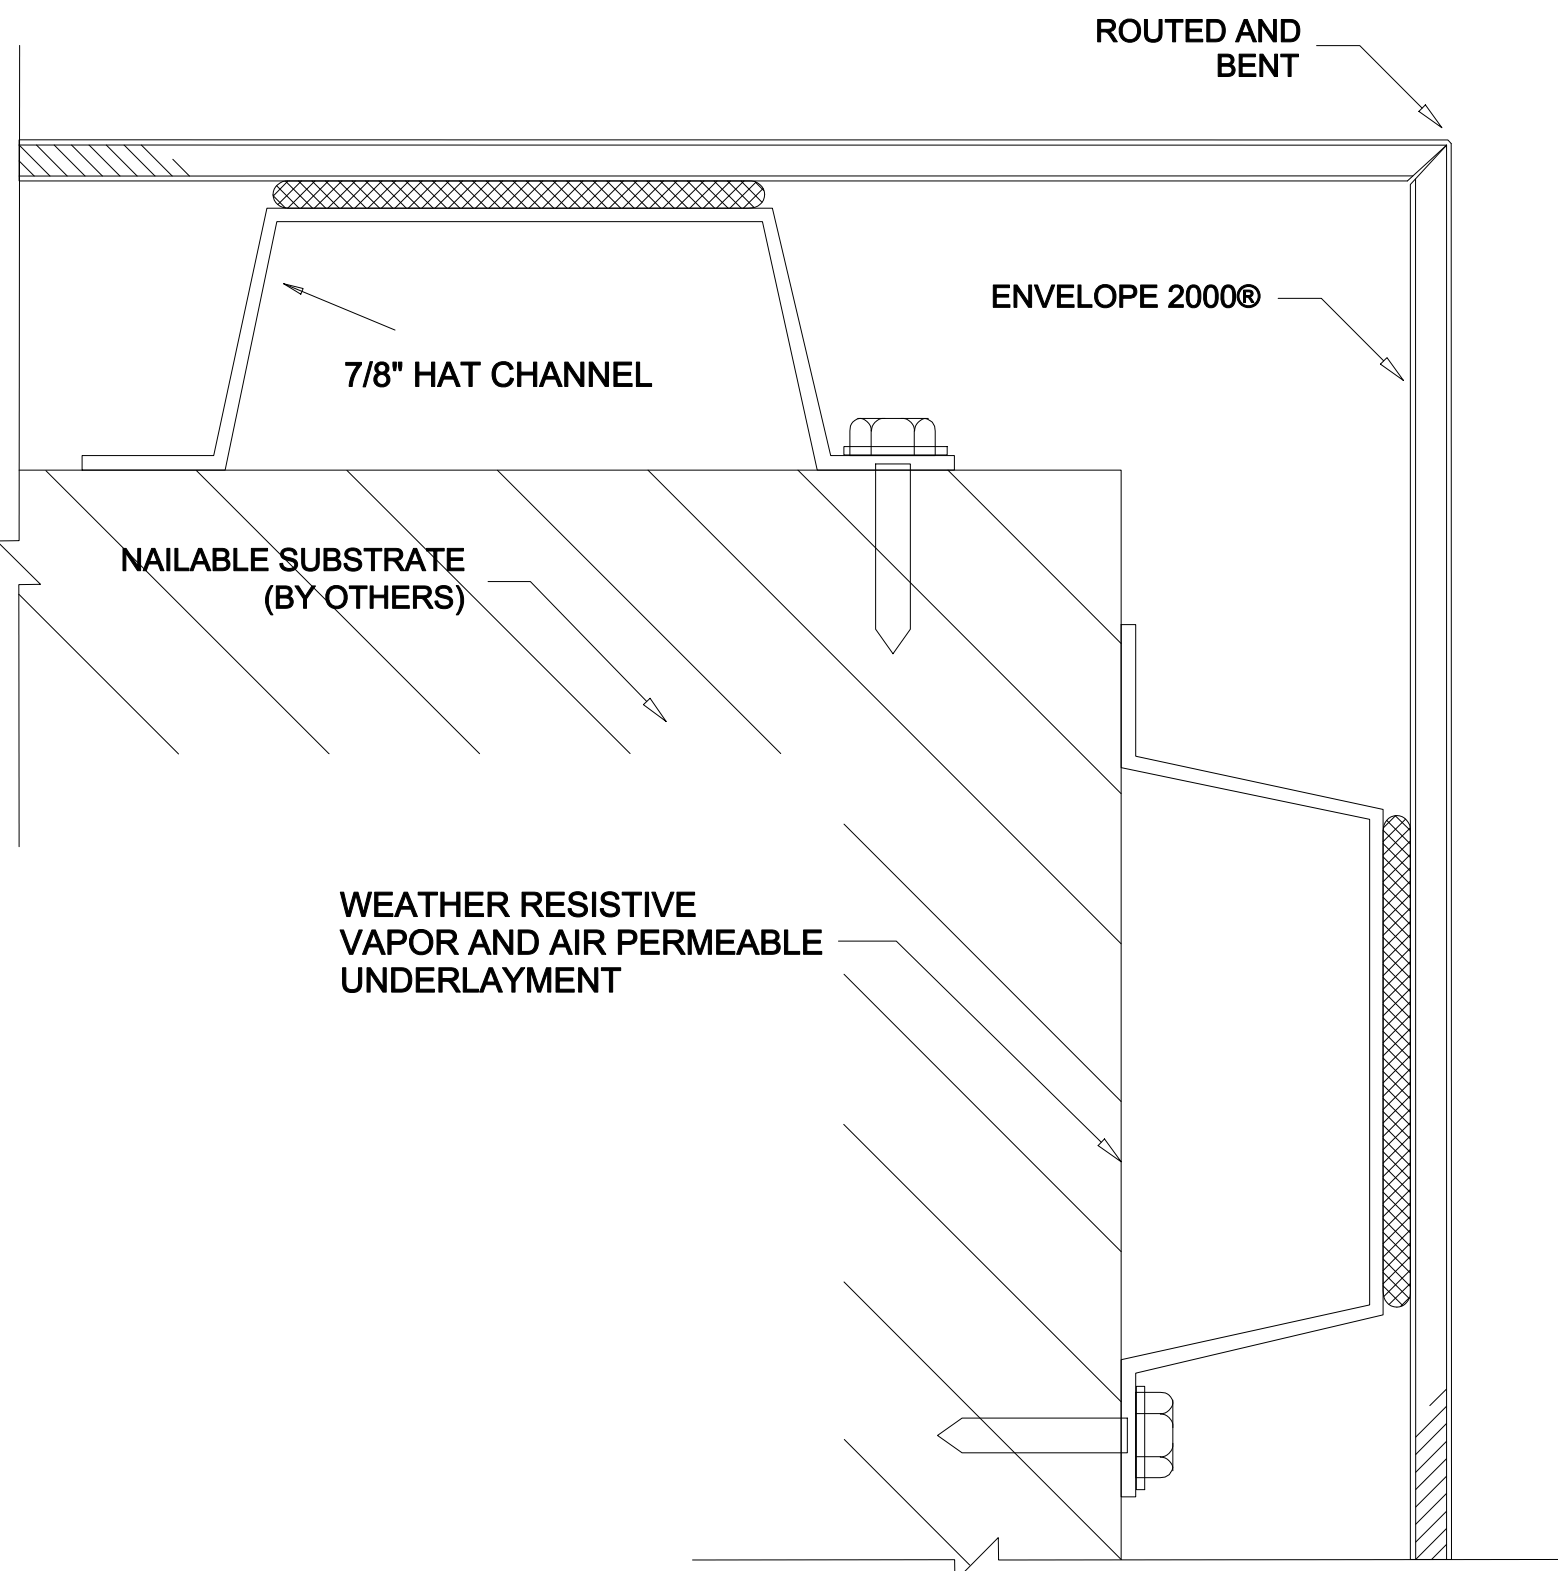 ROUTED AND
BENT
ENVELOPE 2000®
7/8" HAT CHANNEL
NAILABLE SUBSTRATE
(BY OTHERS)
WEATHER RESISTIVE
VAPOR AND AIR PERMEABLE
UNDERLAYMENT